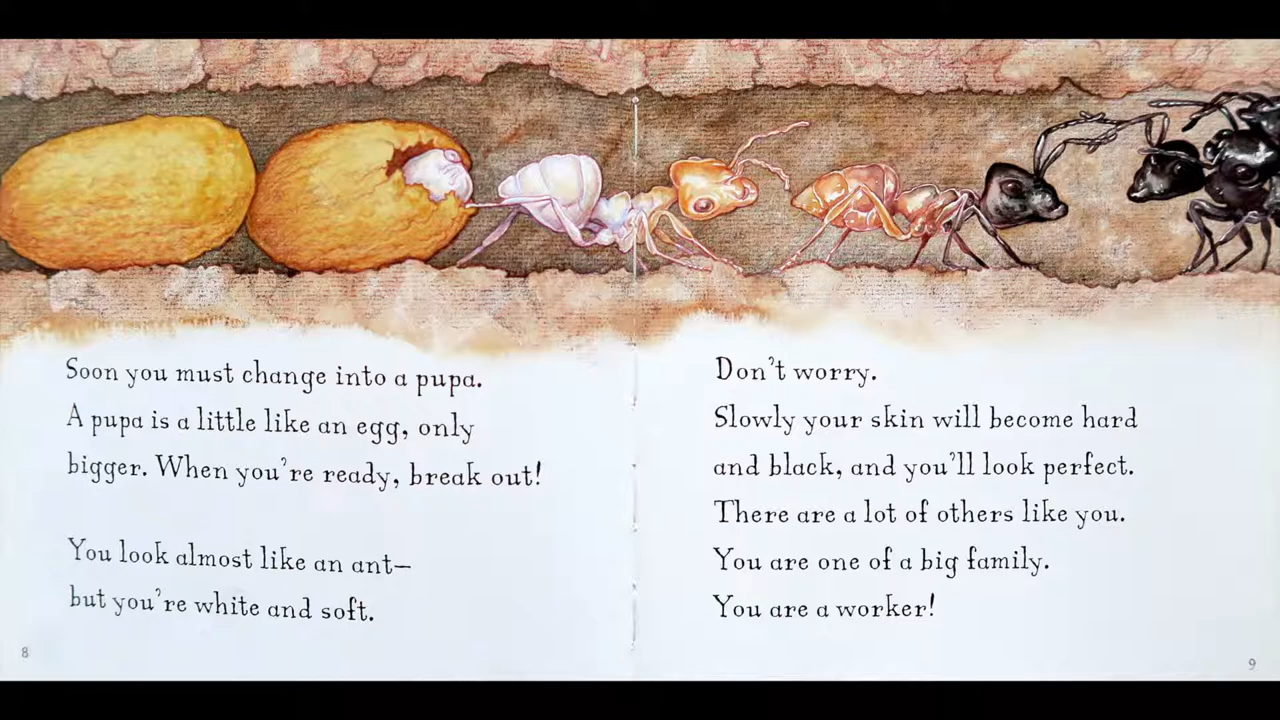 Soon you must change into a pupa.
A pupa is a little like an egg, only
bigger. When you're ready, break out!
You look almost like an ant—
but you're white and soft.
8
Don't worry.
Slowly your skin will become hard
and black, and you'll look perfect.
There are a lot of others like you.
You are one of a big family.
You are a worker!
9